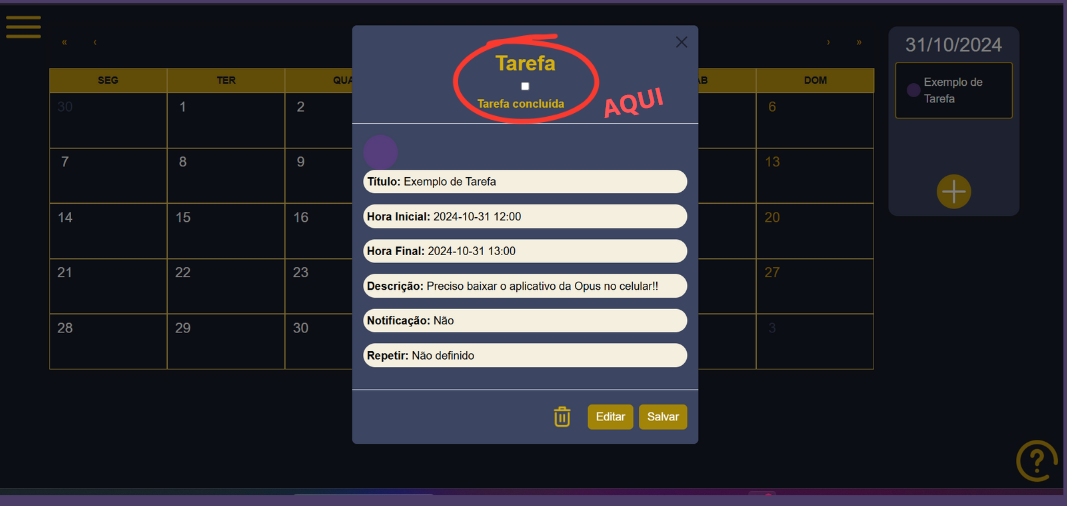 « ‹
› »
31/10/2024
SEG TER QUA AB DOM
30 1 2 6
7 8 9 13
14 15 16 20
21 22 23 27
28 29 30 3
Exemplo de
Tarefa
Tarefa
Tarefa concluída
AQUI
Título: Exemplo de Tarefa
Hora Inicial: 2024-10-31 12:00
Hora Final: 2024-10-31 13:00
Descrição: Preciso baixar o aplicativo da Opus no celular!!
Notificação: Não
Repetir: Não definido
Editar Salvar
?